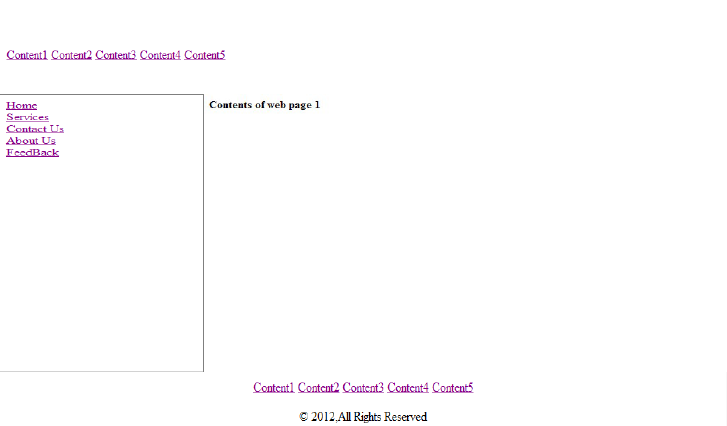 Content1 Content2 Content3 Content4 Content5
Home
Services
Contact Us
About Us
FeedBack
Contents of web page 1
Content1 Content2 Content3 Content4 Content5
© 2012,All Rights Reserved